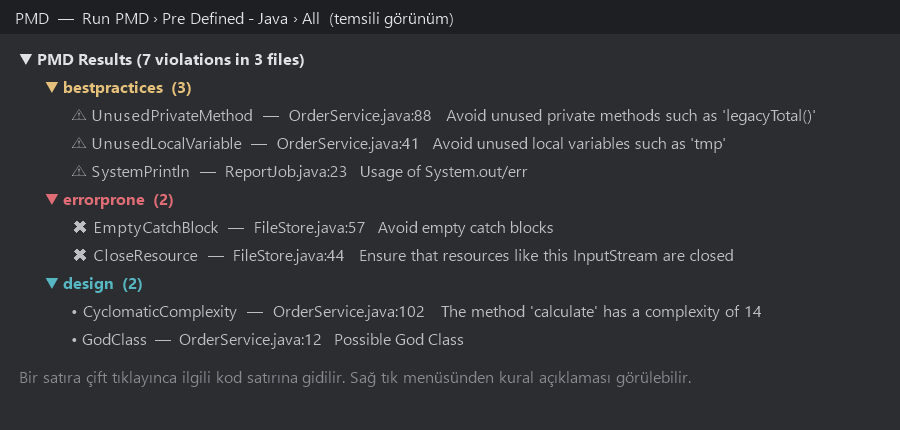 PMD — Run PMD › Pre Defined - Java › All (temsili görünüm)
▼ PMD Results (7 violations in 3 files)
▼ bestpractices (3)
⚠ UnusedPrivateMethod — OrderService.java:88 Avoid unused private methods such as 'legacyTotal()'
⚠ UnusedLocalVariable — OrderService.java:41 Avoid unused local variables such as 'tmp'
⚠ SystemPrintln — ReportJob.java:23 Usage of System.out/err
▼ errorprone (2)
✖ EmptyCatchBlock — FileStore.java:57 Avoid empty catch blocks
✖ CloseResource — FileStore.java:44 Ensure that resources like this InputStream are closed
▼ design (2)
• CyclomaticComplexity — OrderService.java:102 The method 'calculate' has a complexity of 14
• GodClass — OrderService.java:12 Possible God Class
Bir satıra çift tıklayınca ilgili kod satırına gidilir. Sağ tık menüsünden kural açıklaması görülebilir.